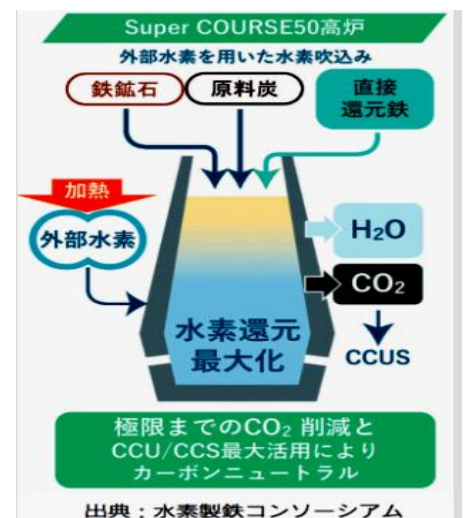 Super COURSE50高炉
外部水素を用いた水素吹込み
鉄鉱石
原料炭
直接
還元鉄
加熱
外部水素
H₂O
CO₂
水素還元
最大化
CCUS
極限までのCO₂ 削減と
CCU/CCS最大活用により
カーボンニュートラル
出典：水素製鉄コンソーシアム